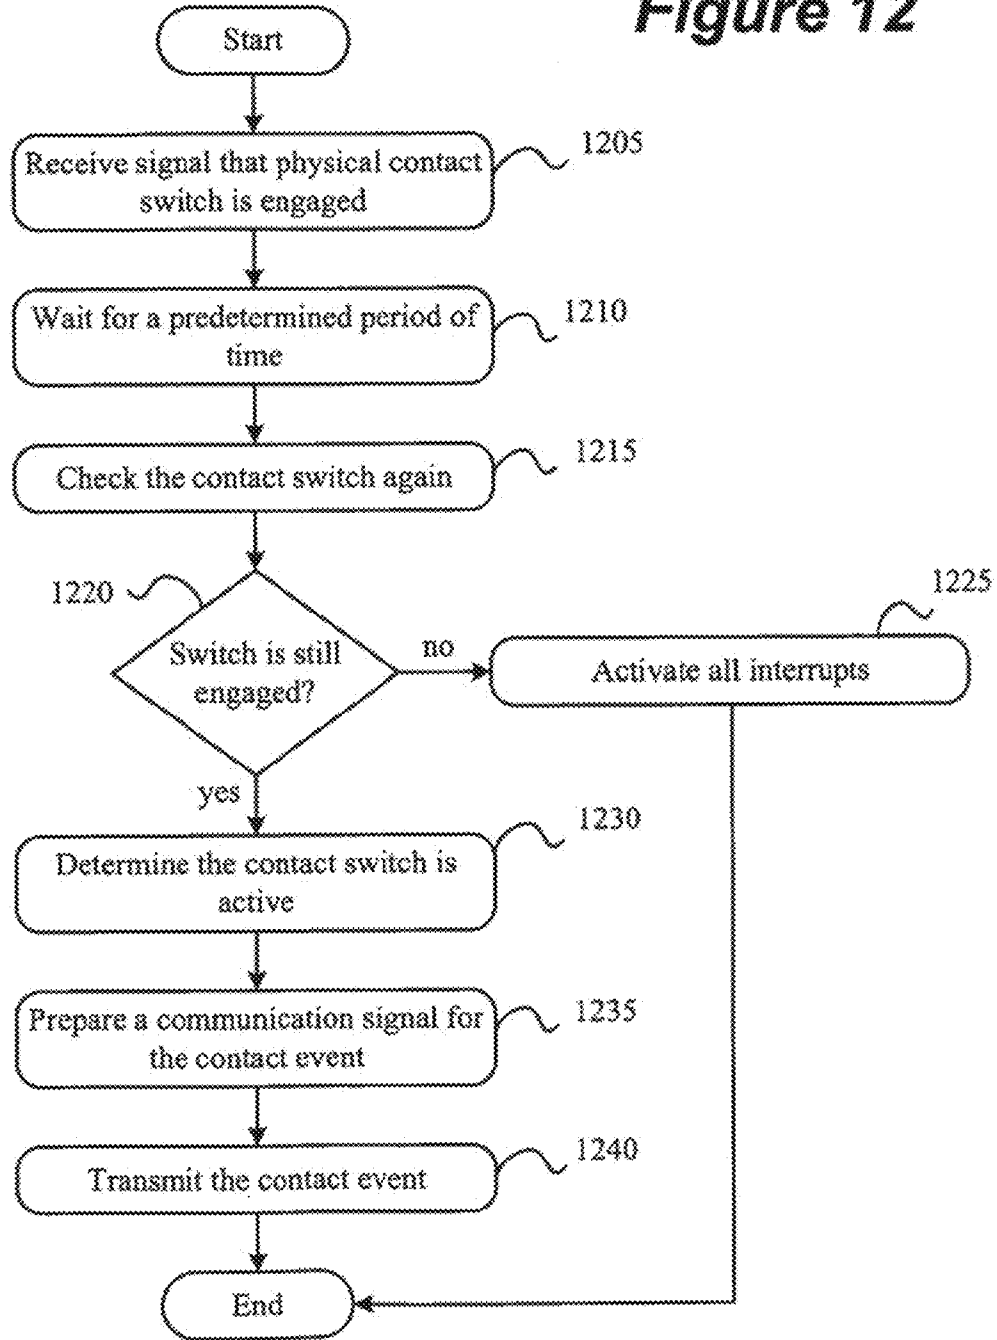 Figure 12
Start
Receive signal that physical contact
switch is engaged
1205
Wait for a predetermined period of
time
1210
Check the contact switch again
1215
1220
Switch is still
engaged?
no
1225
Activate all interrupts
yes
Determine the contact switch is
active
1230
Prepare a communication signal for
the contact event
1235
Transmit the contact event
1240
End